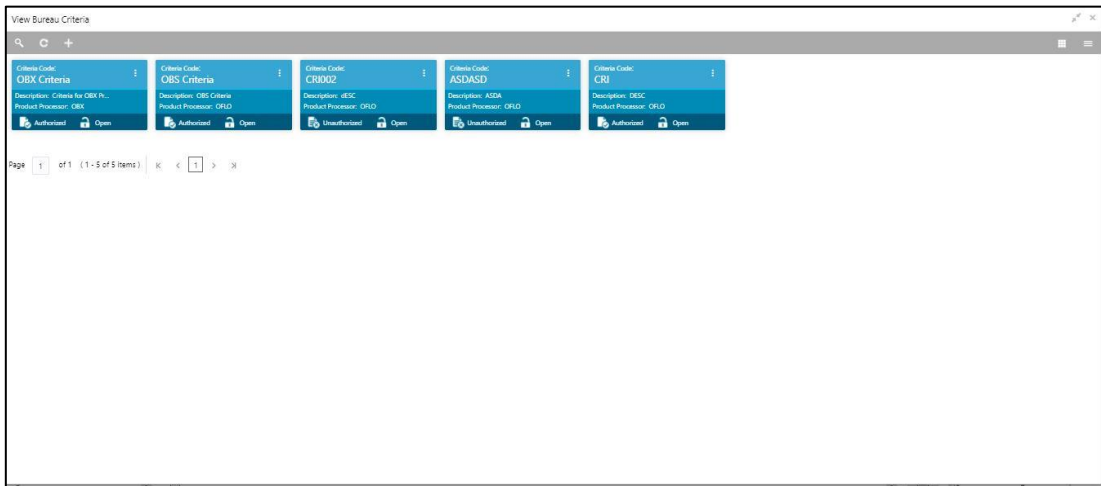 View Bureau Criteria
Criteria Code:
OBX Criteria
Description: Criteria for OBX Pr...
Product Processor: OBX
Authorized Open
Criteria Code:
OBS Criteria
Description: OBS Criteria
Product Processor: OFLO
Authorized Open
Criteria Code:
CRI002
Description: dESC
Product Processor: OFLO
Unauthorized Open
Criteria Code:
ASDASD
Description: ASDA
Product Processor: OFLO
Unauthorized Open
Criteria Code:
CRI
Description: DESC
Product Processor: OFLO
Authorized Open
Page 1 of 1 (1 - 5 of 5 items) 1